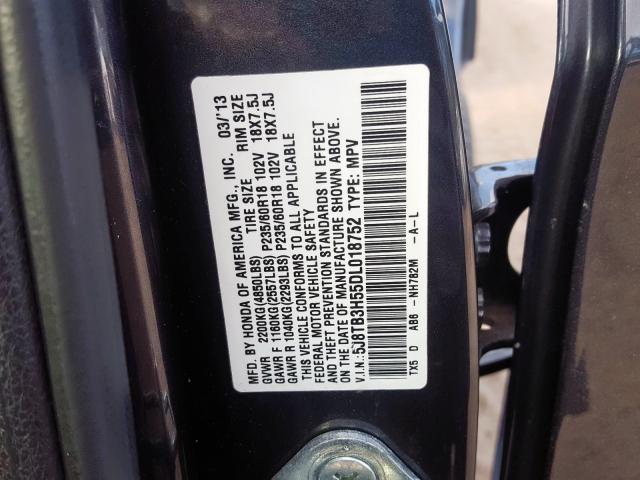 MFD. BY HONDA OF AMERICA MFG., INC. 03/'13
TIRE SIZE RIM SIZE
GVWR 2200KG(4850LBS)
GAWR F 1160KG(2557LBS) P235/60R18 102V 18X7.5J
GAWR R 1040KG(2293LBS) P235/60R18 102V 18X7.5J
THIS VEHICLE CONFORMS TO ALL APPLICABLE
FEDERAL MOTOR VEHICLE SAFETY
AND THEFT PREVENTION STANDARDS IN EFFECT
ON THE DATE OF MANUFACTURE SHOWN ABOVE.
V.I.N.:5J8TB3H55DL018752 TYPE: MPV
TX5 D AB6 -NH782M -A-L